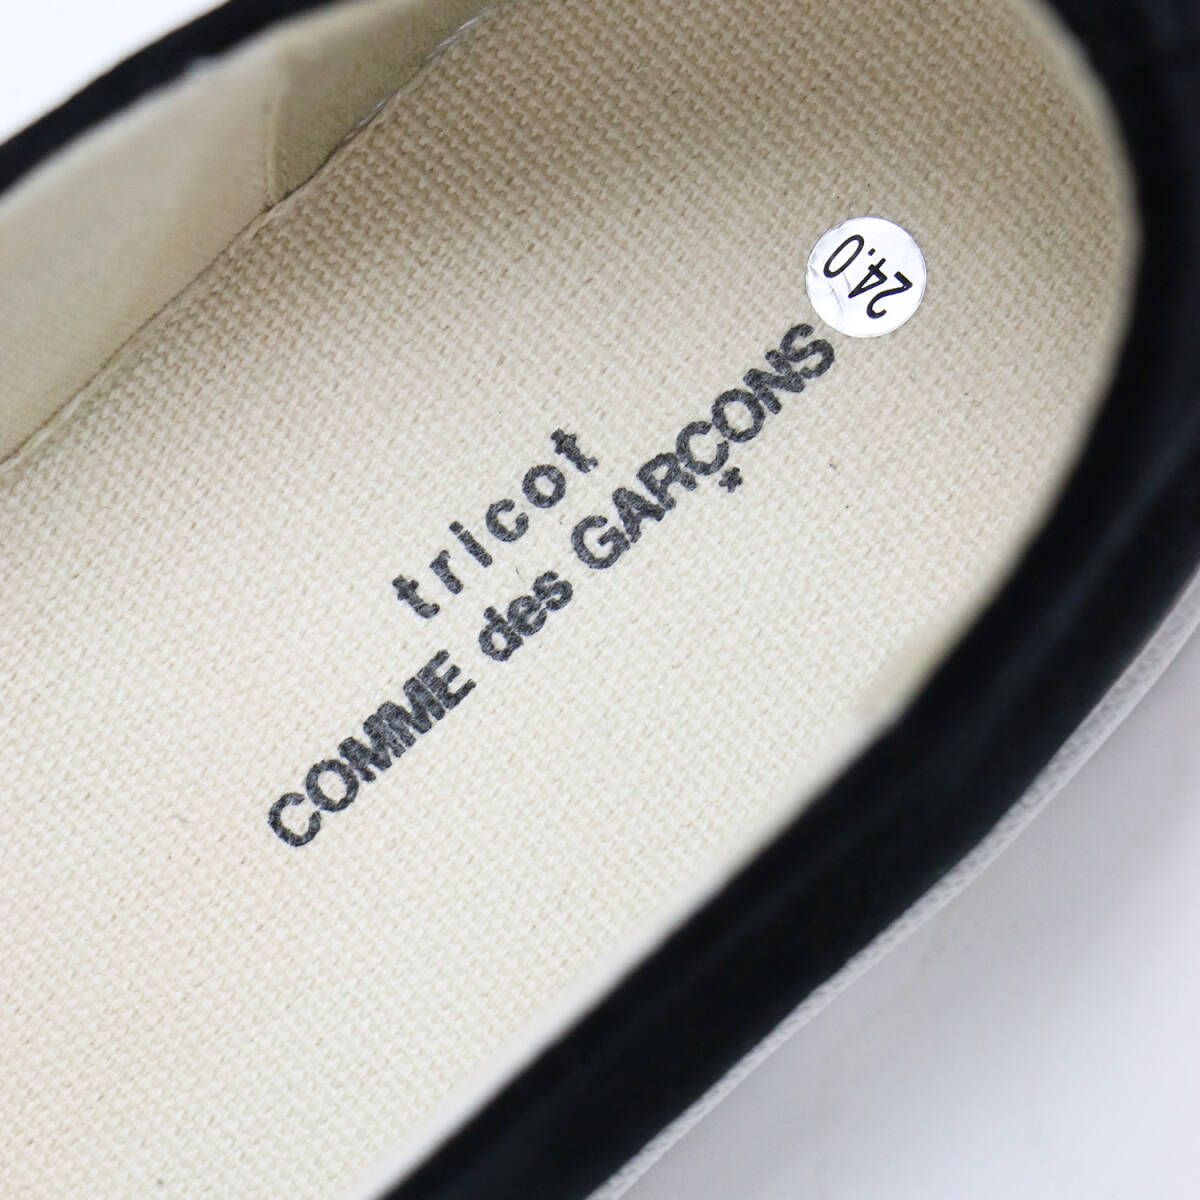 24.0
tricot
COMME des GARÇONS
*